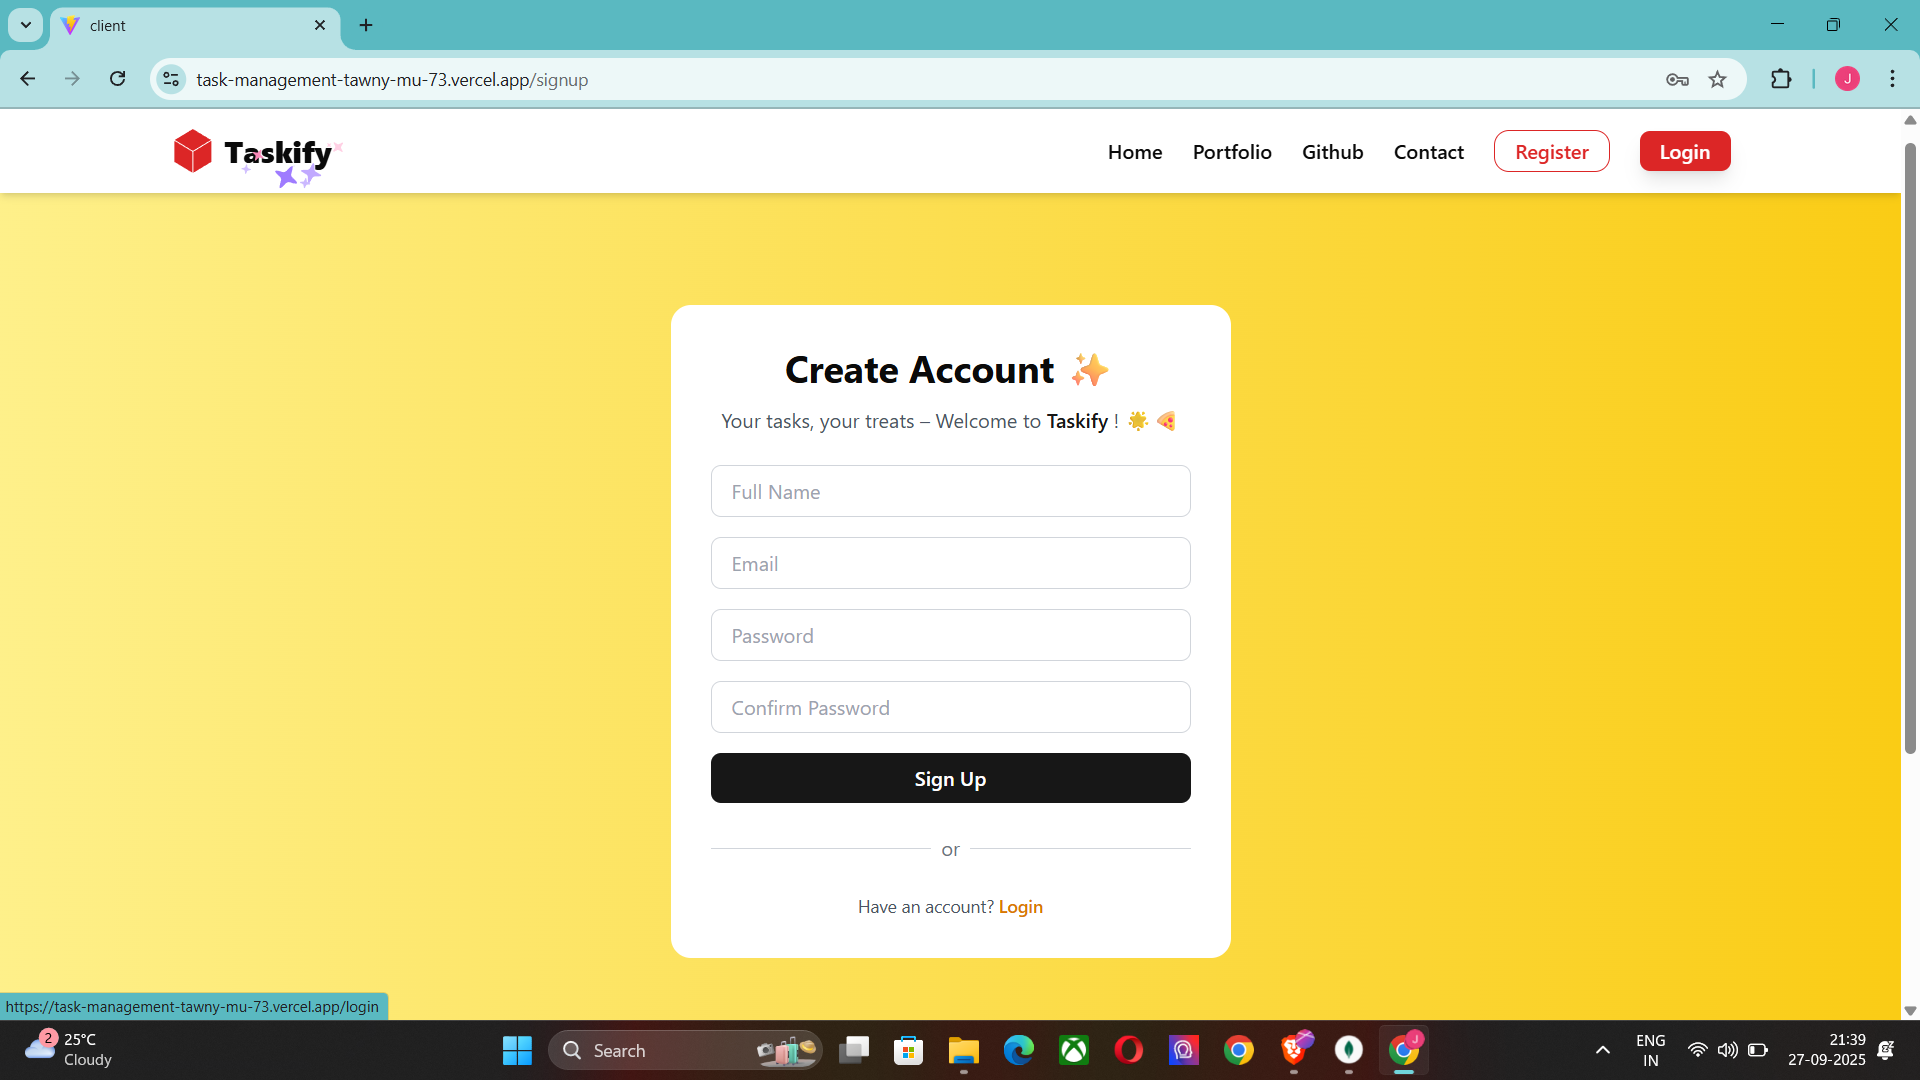 client
task-management-tawny-mu-73.vercel.app/signup
J
Taskify
Home
Portfolio
Github
Contact
Register
Login
Create Account ✨
Your tasks, your treats – Welcome to Taskify ! 🌟 🍕
Full Name
Email
Password
Confirm Password
Sign Up
or
Have an account? Login
https://task-management-tawny-mu-73.vercel.app/login
2
25°C
Cloudy
Search
J
ENG
IN
21:39
27-09-2025